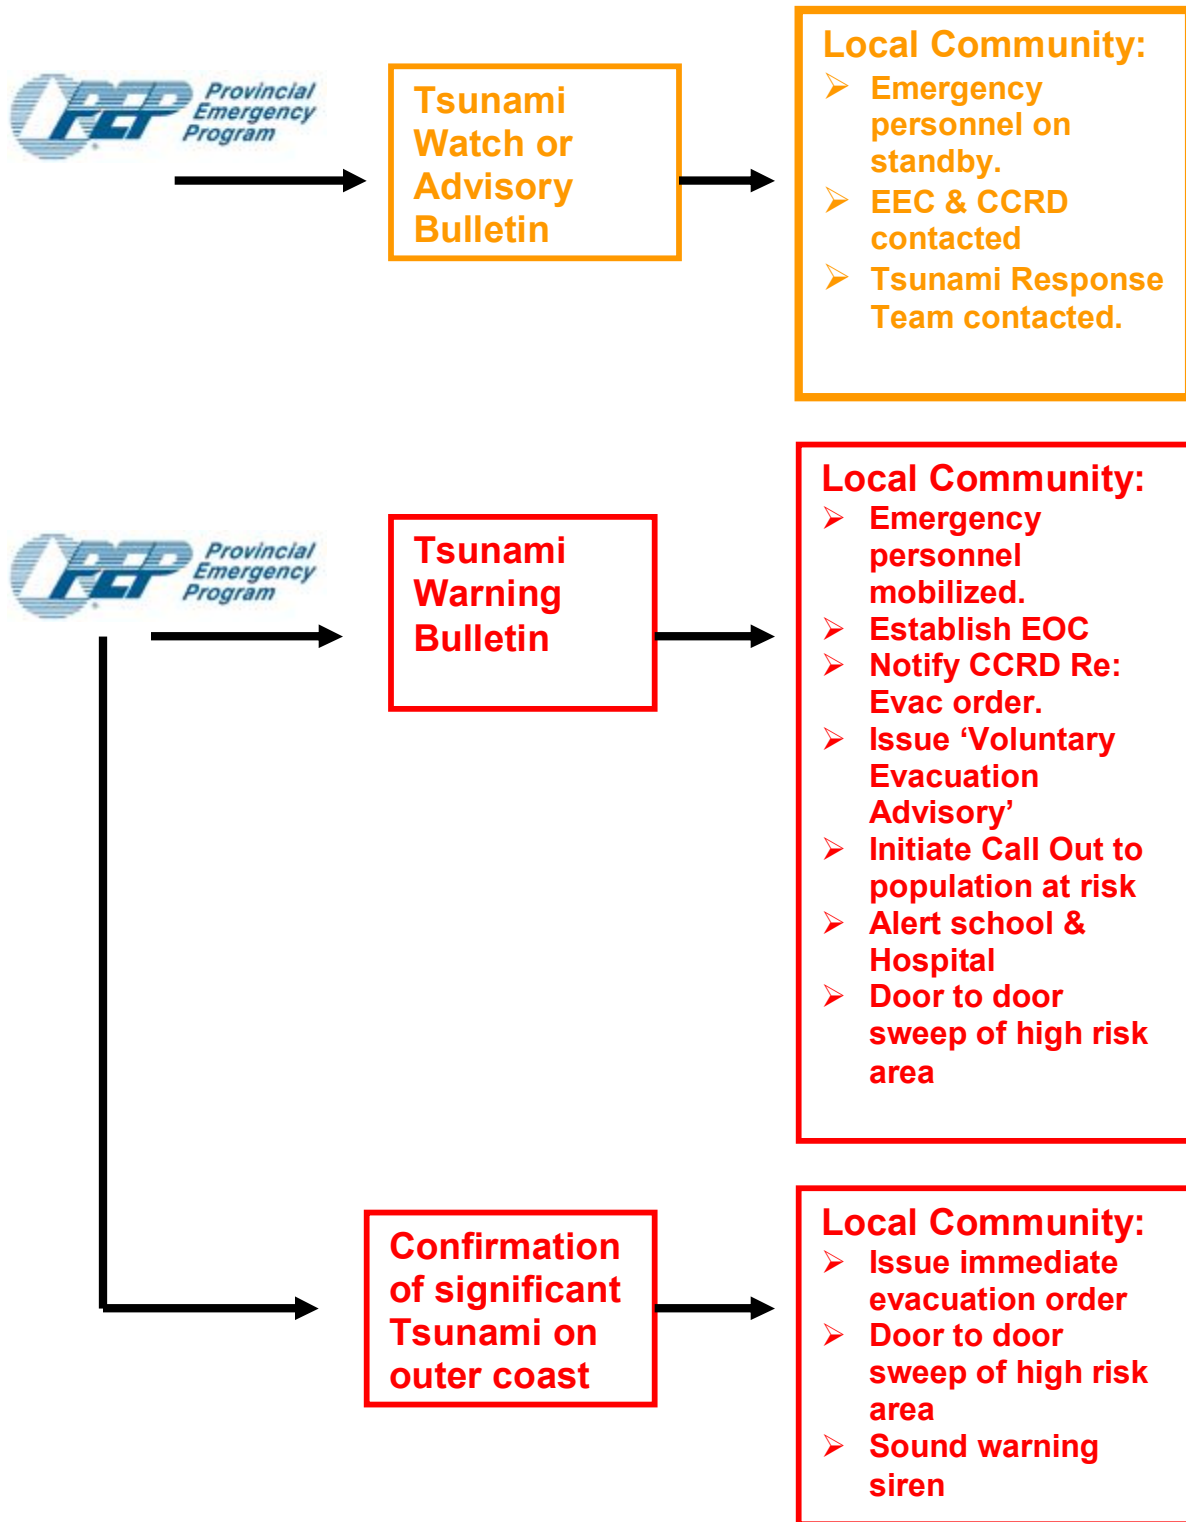 PEP Provincial
Emergency
Program
Tsunami
Watch or
Advisory
Bulletin
Local Community:
➢ Emergency
personnel on
standby.
➢ EEC & CCRD
contacted
➢ Tsunami Response
Team contacted.
PEP Provincial
Emergency
Program
Tsunami
Warning
Bulletin
Local Community:
➢ Emergency
personnel
mobilized.
➢ Establish EOC
➢ Notify CCRD Re:
Evac order.
➢ Issue ‘Voluntary
Evacuation
Advisory’
➢ Initiate Call Out to
population at risk
➢ Alert school &
Hospital
➢ Door to door
sweep of high risk
area
Confirmation
of significant
Tsunami on
outer coast
Local Community:
➢ Issue immediate
evacuation order
➢ Door to door
sweep of high risk
area
➢ Sound warning
siren